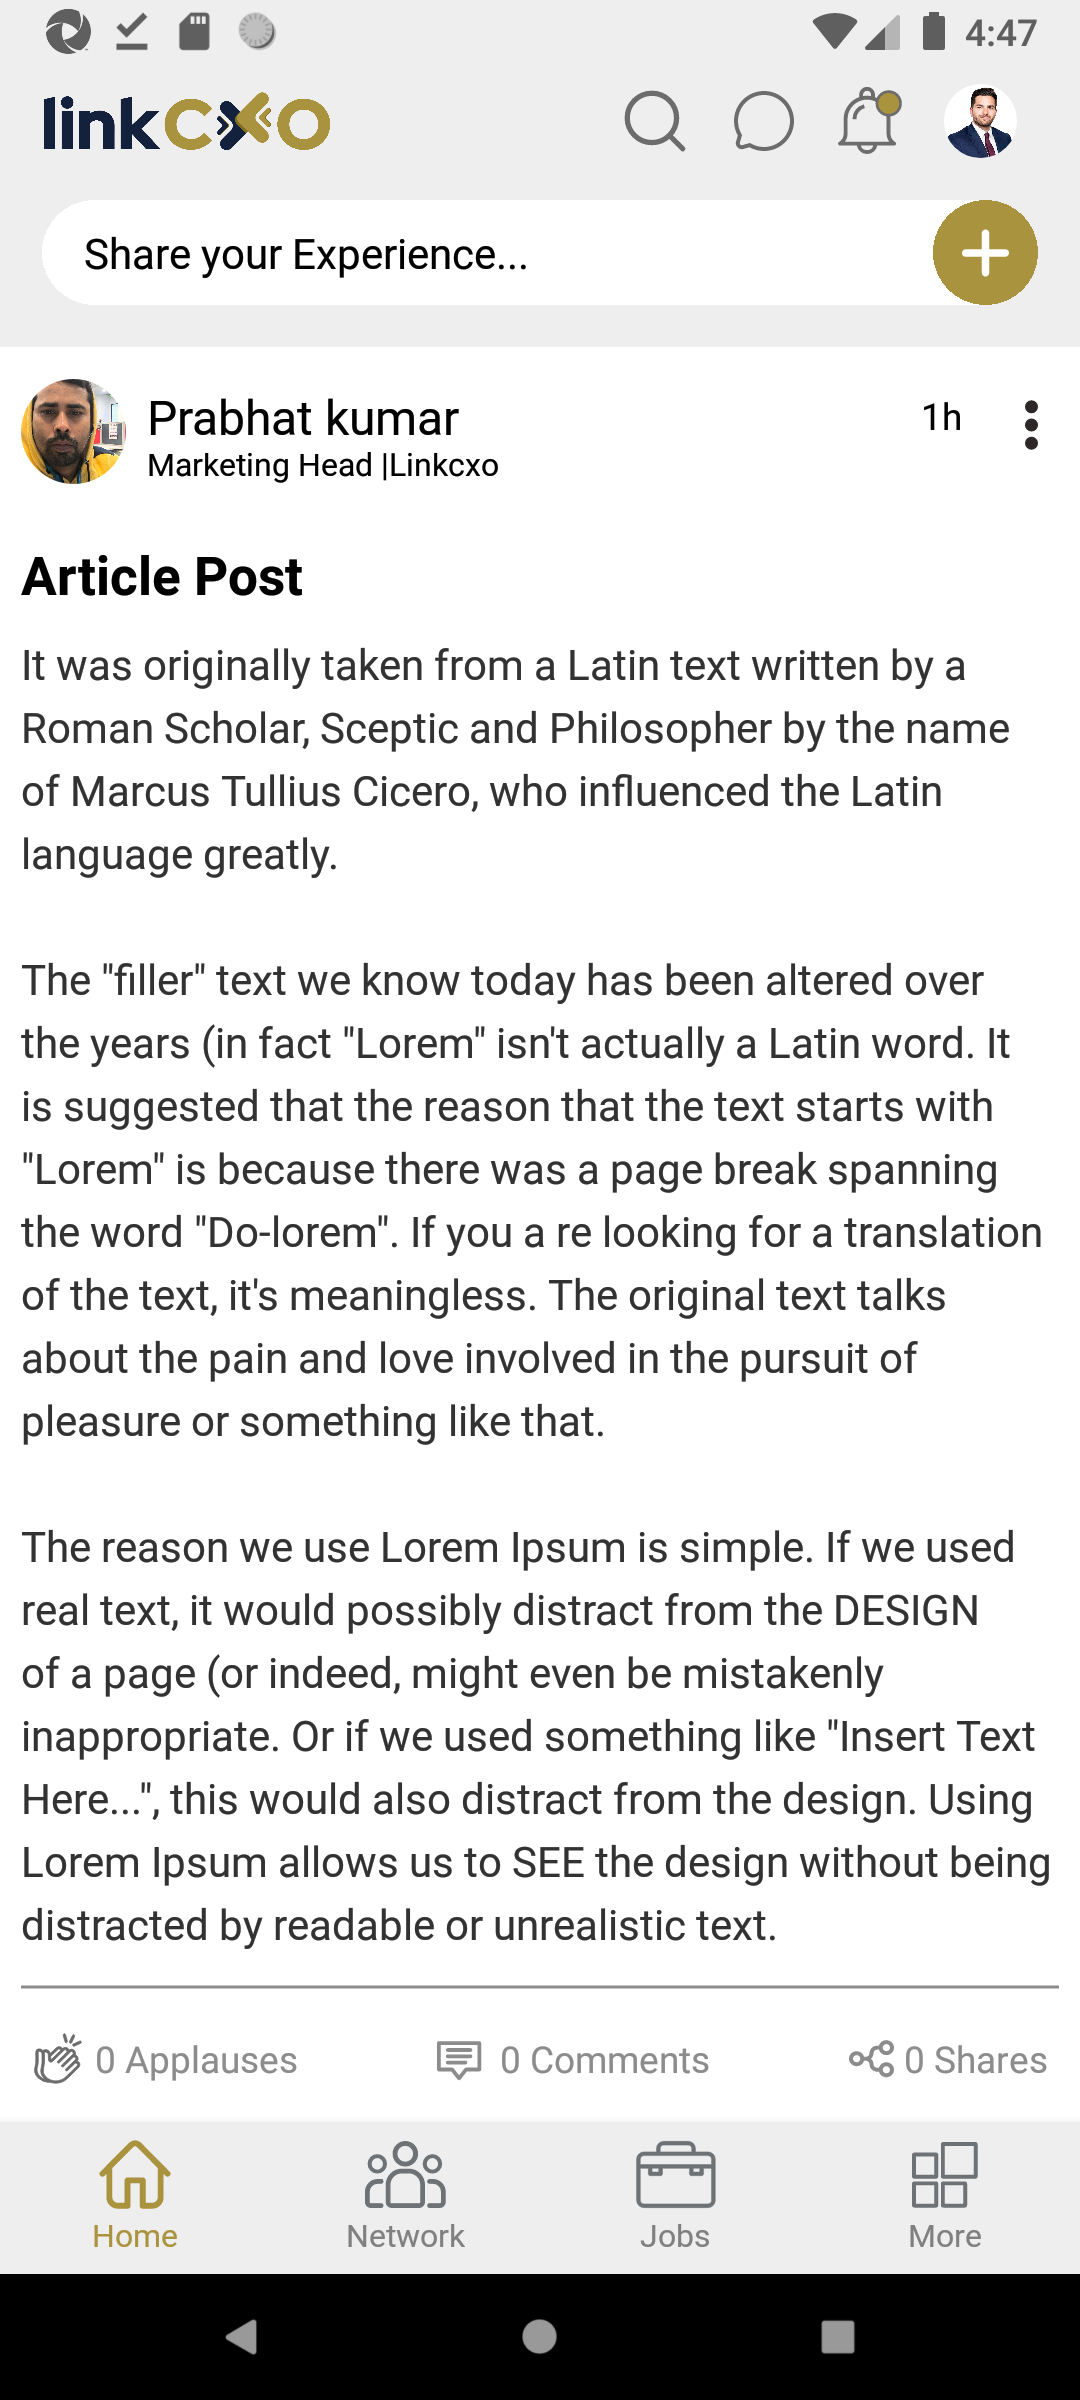 4:47
linkcxo
Share your Experience...
Prabhat kumar
1h
Marketing Head |Linkcxo
Article Post
It was originally taken from a Latin text written by a
Roman Scholar, Sceptic and Philosopher by the name
of Marcus Tullius Cicero, who influenced the Latin
language greatly.
The "filler" text we know today has been altered over
the years (in fact "Lorem" isn't actually a Latin word. It
is suggested that the reason that the text starts with
"Lorem" is because there was a page break spanning
the word "Do-lorem". If you a re looking for a translation
of the text, it's meaningless. The original text talks
about the pain and love involved in the pursuit of
pleasure or something like that.
The reason we use Lorem Ipsum is simple. If we used
real text, it would possibly distract from the DESIGN
of a page (or indeed, might even be mistakenly
inappropriate. Or if we used something like "Insert Text
Here...", this would also distract from the design. Using
Lorem Ipsum allows us to SEE the design without being
distracted by readable or unrealistic text.
0 Applauses
0 Comments
0 Shares
Home
Network
Jobs
More